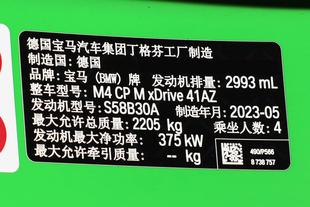 德国宝马汽车集团丁格芬工厂制造
制造国：德国
品牌：宝马 (BMW) 牌 发动机排量：2993 mL
整车型号：M4 CP M xDrive 41AZ
发动机型号：S58B30A 制造年月：2023-05
最大允许总质量：2205 kg 乘坐人数：4
发动机最大净功率： 375 kW
最大允许牵引质量： -- kg
490/P566
8 738 757